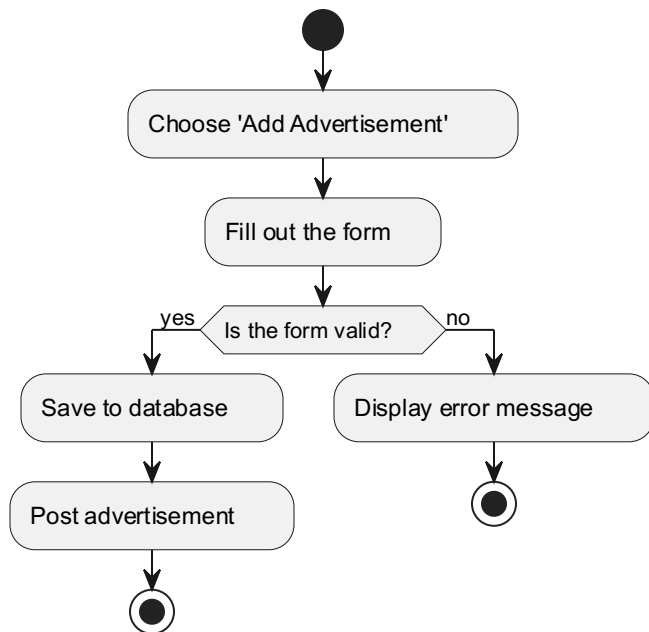 Choose 'Add Advertisement'
Fill out the form
yes
Is the form valid?
no
Save to database
Display error message
Post advertisement